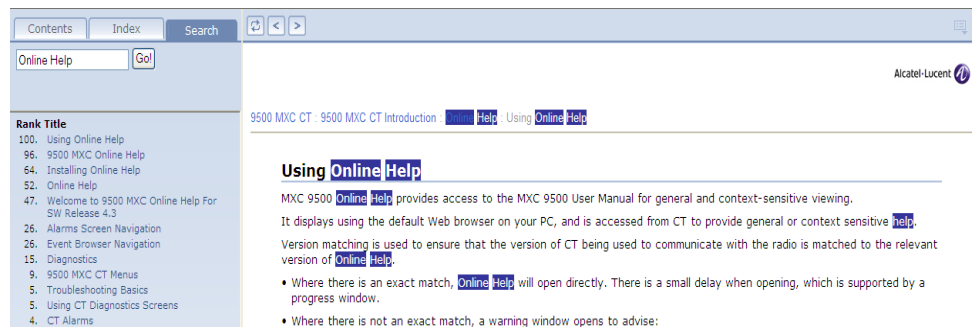 Contents Index Search
Online Help Go!
Alcatel-Lucent
9500 MXC CT : 9500 MXC CT Introduction : Online Help : Using Online Help
Rank Title
100. Using Online Help
96. 9500 MXC Online Help
64. Installing Online Help
52. Online Help
47. Welcome to 9500 MXC Online Help For
SW Release 4.3
26. Alarms Screen Navigation
26. Event Browser Navigation
15. Diagnostics
9. 9500 MXC CT Menus
5. Troubleshooting Basics
5. Using CT Diagnostics Screens
4. CT Alarms
Using Online Help
MXC 9500 Online Help provides access to the MXC 9500 User Manual for general and context-sensitive viewing.
It displays using the default Web browser on your PC, and is accessed from CT to provide general or context sensitive help.
Version matching is used to ensure that the version of CT being used to communicate with the radio is matched to the relevant
version of Online Help.
• Where there is an exact match, Online Help will open directly. There is a small delay when opening, which is supported by a
progress window.
• Where there is not an exact match, a warning window opens to advise: